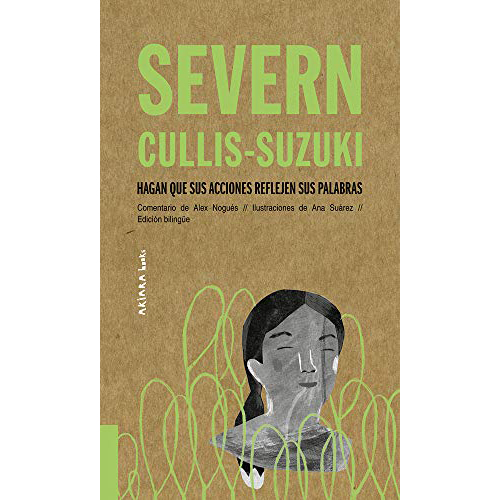 SEVERN
CULLIS-SUZUKI
HAGAN QUE SUS ACCIONES REFLEJEN SUS PALABRAS
Comentario de Alex Nogués // Ilustraciones de Ana Suárez //
Edición bilingüe
AKIARA books